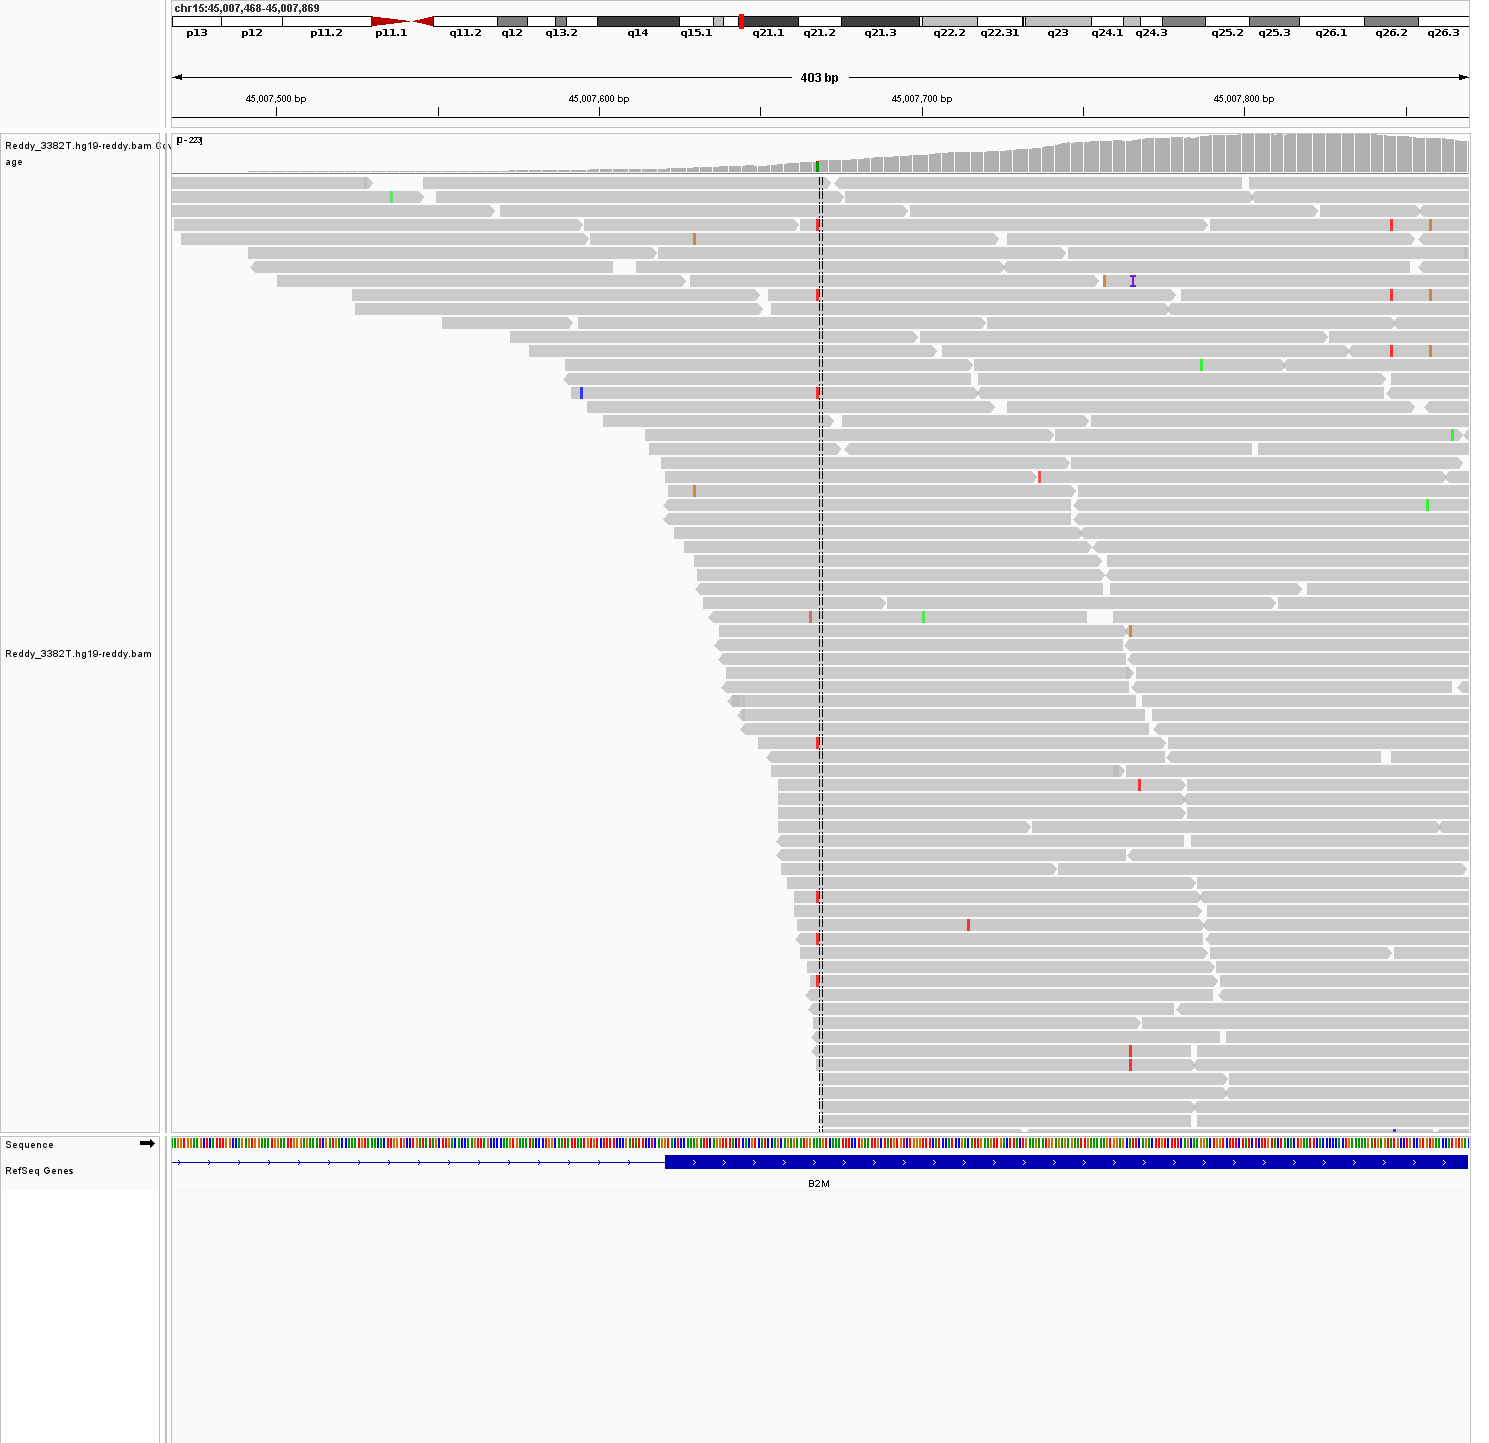 chr15:45,007,468-45,007,869
p13 p12 p11.2 p11.1 q11.2 q12 q13.2 q14 q15.1 q21.1 q21.2 q21.3 q22.2 q22.31 q23 q24.1 q24.3 q25.2 q25.3 q26.1 q26.2 q26.3
403 bp
45,007,500 bp 45,007,600 bp 45,007,700 bp 45,007,800 bp
[0 - 223]
Reddy_3382T.hg19-reddy.bam Cov
age
Reddy_3382T.hg19-reddy.bam
Sequence
RefSeq Genes
B2M